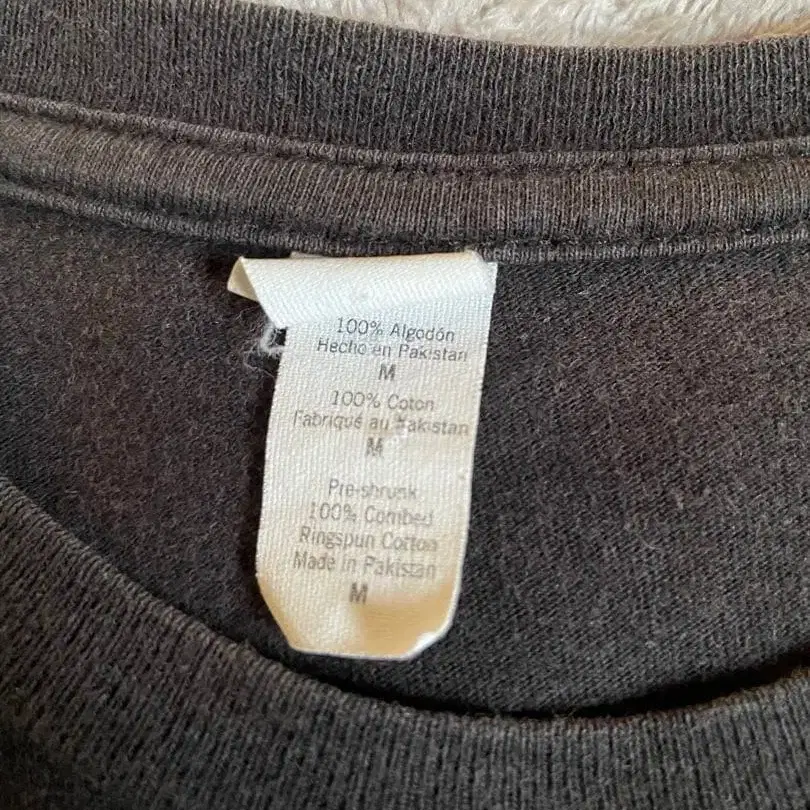 100% Algodón
Hecho en Pakistan
M
100% Coton
Fabriqué au Pakistan
M
Pre-shrunk
100% Combed
Ringspun Cotton
Made in Pakistan
M